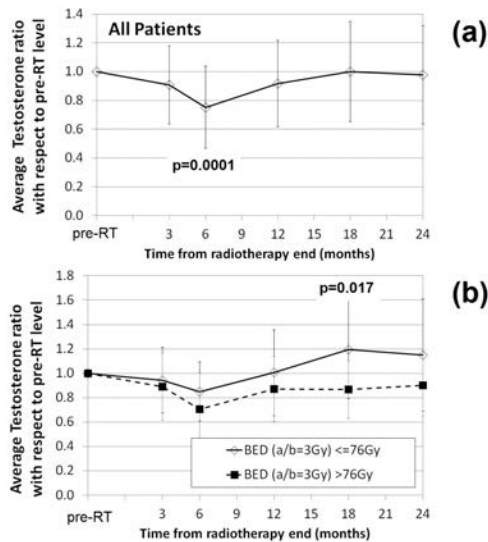 All Patients
(a)
Average Testosterone ratio
with respect to pre-RT level
1.4
1.2
1.0
0.8
0.6
0.4
0.2
0.0
p=0.0001
pre-RT
3 6 9 12 15 18 21 24
Time from radiotherapy end (months)
(b)
Average Testosterone ratio
with respect to pre-RT level
1.8
1.6
1.4
1.2
1.0
0.8
0.6
0.4
0.2
0.0
p=0.017
BED (a/b=3Gy) <=76Gy
BED (a/b=3Gy) >76Gy
pre-RT
3 6 9 12 15 18 21 24
Time from radiotherapy end (months)